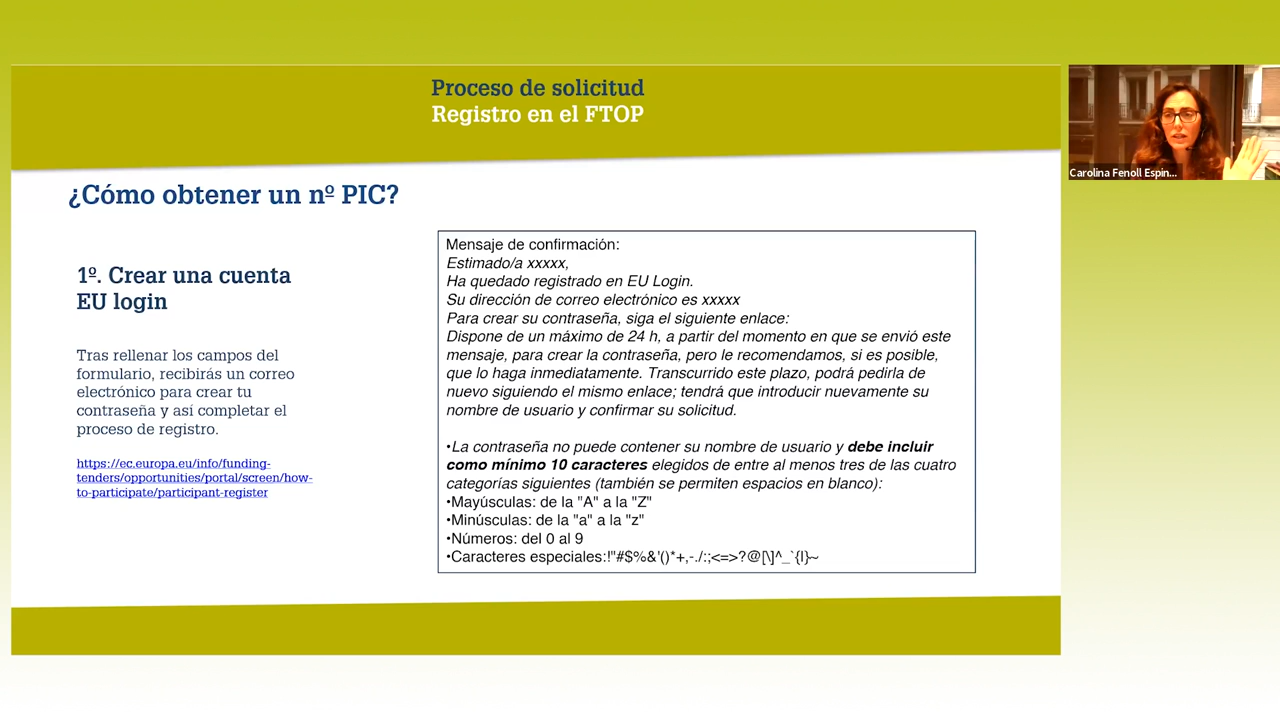 Proceso de solicitud
Registro en el FTOP
¿Cómo obtener un nº PIC?
1º. Crear una cuenta
EU login
Tras rellenar los campos del
formulario, recibirás un correo
electrónico para crear tu
contraseña y así completar el
proceso de registro.
https://ec.europa.eu/info/funding-
tenders/opportunities/portal/screen/how-
to-participate/participant-register
Mensaje de confirmación:
Estimado/a xxxxx,
Ha quedado registrado en EU Login.
Su dirección de correo electrónico es xxxxx
Para crear su contraseña, siga el siguiente enlace:
Dispone de un máximo de 24 h, a partir del momento en que se envió este
mensaje, para crear la contraseña, pero le recomendamos, si es posible,
que lo haga inmediatamente. Transcurrido este plazo, podrá pedirla de
nuevo siguiendo el mismo enlace; tendrá que introducir nuevamente su
nombre de usuario y confirmar su solicitud.
•La contraseña no puede contener su nombre de usuario y debe incluir
como mínimo 10 caracteres elegidos de entre al menos tres de las cuatro
categorías siguientes (también se permiten espacios en blanco):
•Mayúsculas: de la "A" a la "Z"
•Minúsculas: de la "a" a la "z"
•Números: del 0 al 9
•Caracteres especiales:!"#$%&'()*+,-./:;<=>?@[\]^_`{|}~
Carolina Fenoll Espin...